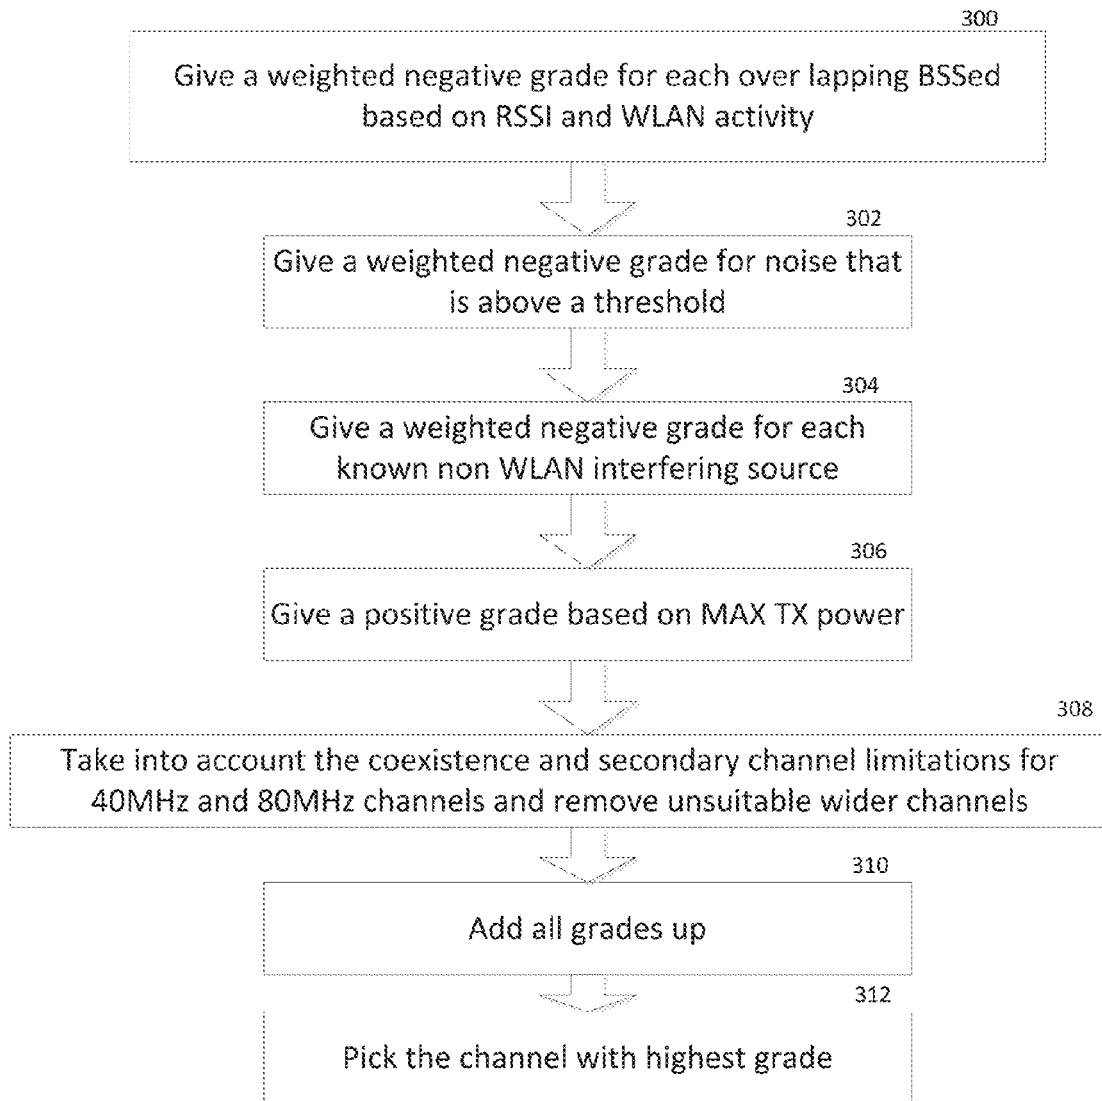 300
Give a weighted negative grade for each over lapping BSSed
based on RSSI and WLAN activity
302
Give a weighted negative grade for noise that
is above a threshold
304
Give a weighted negative grade for each
known non WLAN interfering source
306
Give a positive grade based on MAX TX power
308
Take into account the coexistence and secondary channel limitations for
40MHz and 80MHz channels and remove unsuitable wider channels
310
Add all grades up
312
Pick the channel with highest grade